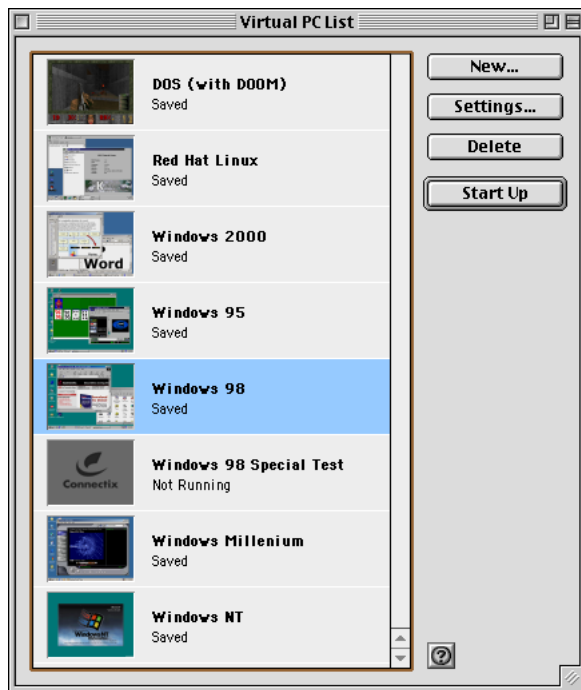 Virtual PC List
DOS (with DOOM)
Saved
Red Hat Linux
Saved
Word
Windows 2000
Saved
Windows 95
Saved
Windows 98
Saved
Connectix
Windows 98 Special Test
Not Running
Windows Millenium
Saved
WindowsNT
Windows NT
Saved
New...
Settings...
Delete
Start Up
?